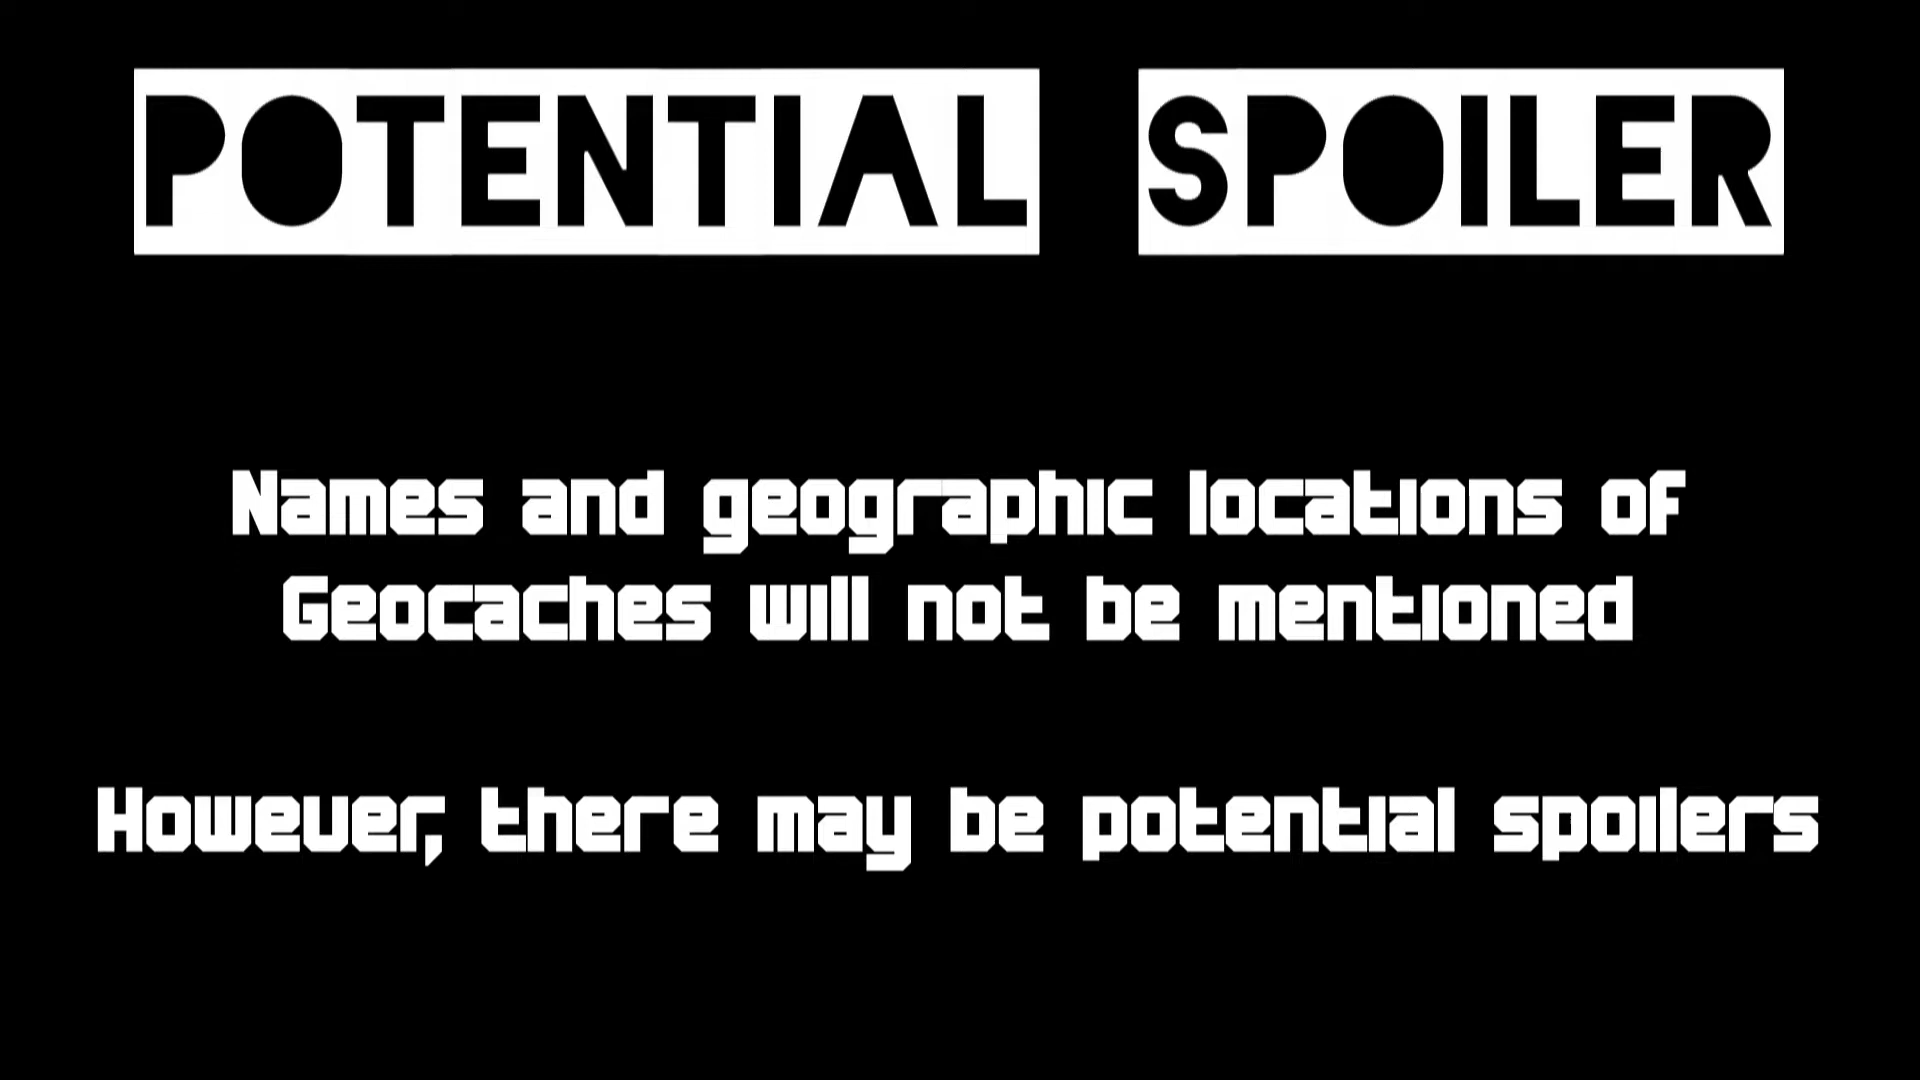 POTENTIAL SPOILER
Names and geographic locations of
Geocaches will not be mentioned
However, there may be potential spoilers